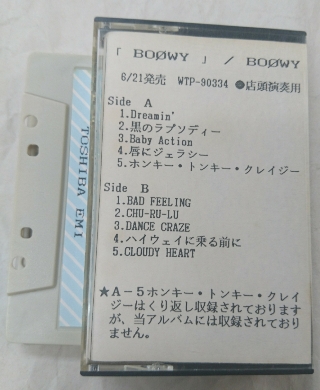 「 BOØWY 」 / BOØWY
6/21発売 WTP-90334 ●店頭演奏用
Side A
1.Dreamin'
2.黒のラプソディー
3.Baby Action
4.唇にジェラシー
5.ホンキー・トンキー・クレイジー
Side B
1.BAD FEELING
2.CHU-RU-LU
3.DANCE CRAZE
4.ハイウェイに乗る前に
5.CLOUDY HEART
★A-5ホンキー・トンキー・クレイ
ジーはくり返し収録されております
が、当アルバムには収録されており
ません。
TOSHIBA EMI